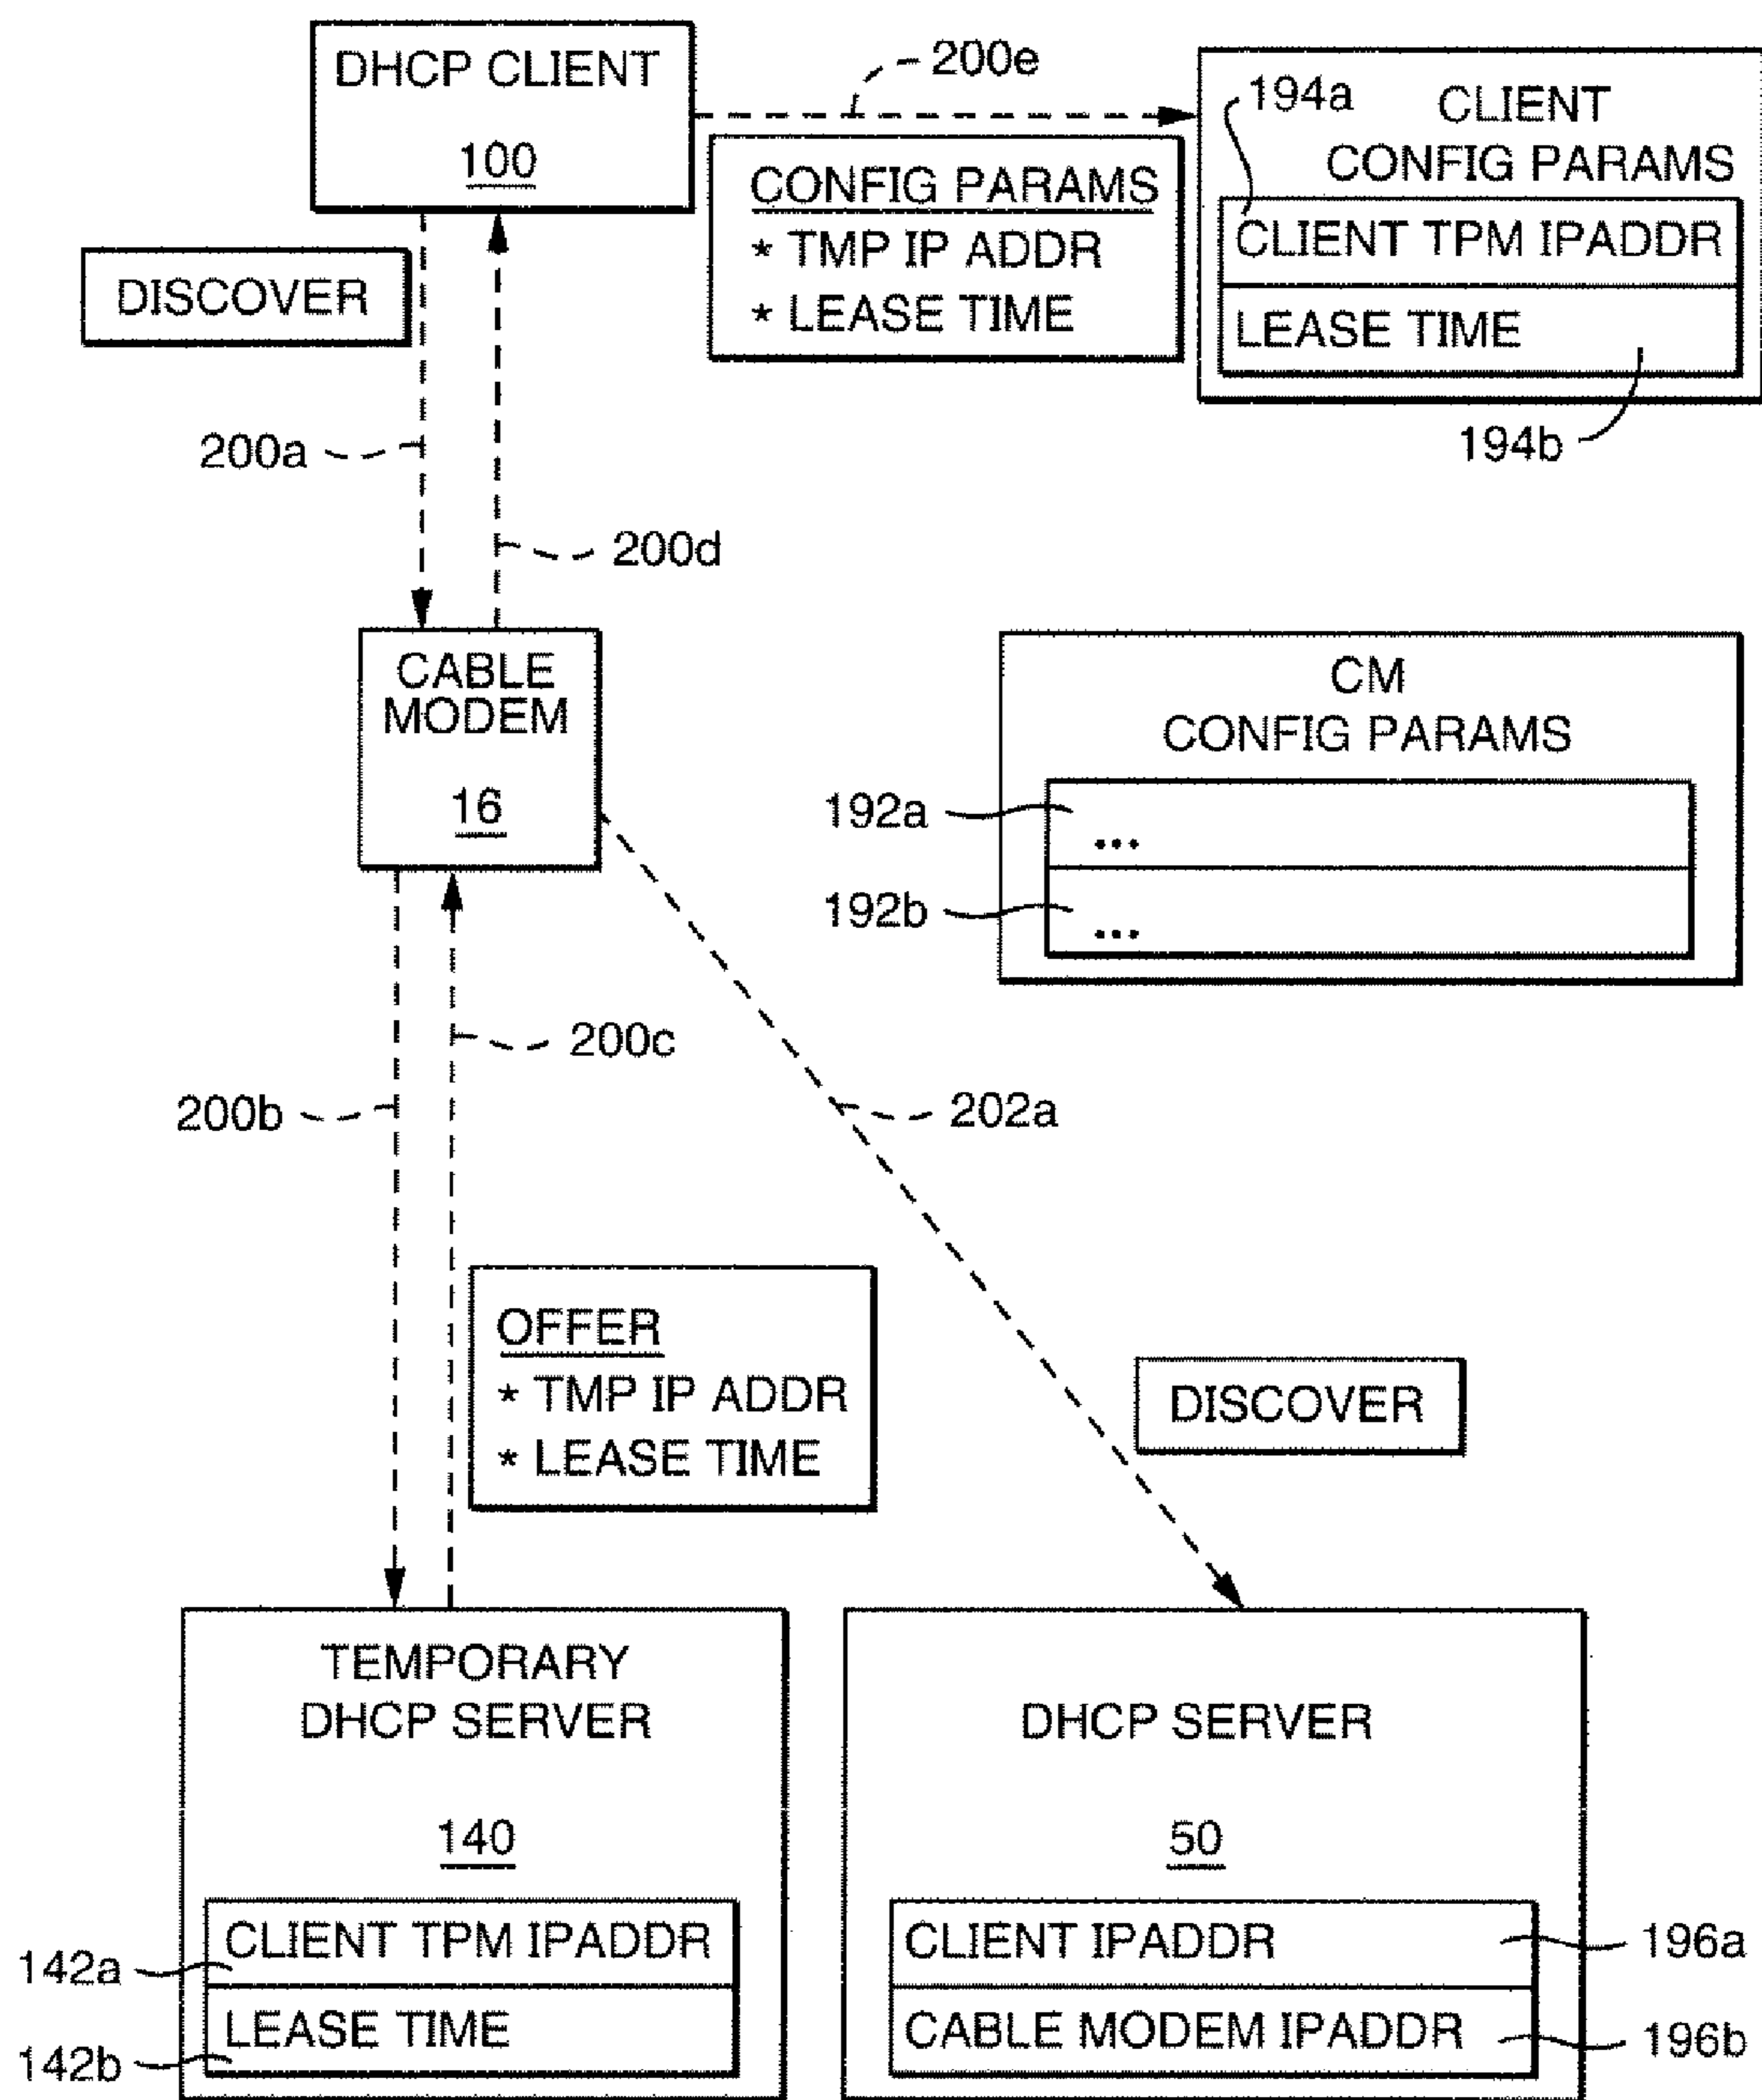 DHCP CLIENT
100
200e
194a
CLIENT
CONFIG PARAMS
CLIENT TPM IPADDR
LEASE TIME
194b
CONFIG PARAMS
* TMP IP ADDR
* LEASE TIME
DISCOVER
200a
200d
CABLE
MODEM
16
CM
CONFIG PARAMS
192a
...
192b
...
200c
200b
202a
OFFER
* TMP IP ADDR
* LEASE TIME
DISCOVER
TEMPORARY
DHCP SERVER
140
CLIENT TPM IPADDR
142a
LEASE TIME
142b
DHCP SERVER
50
CLIENT IPADDR
196a
CABLE MODEM IPADDR
196b